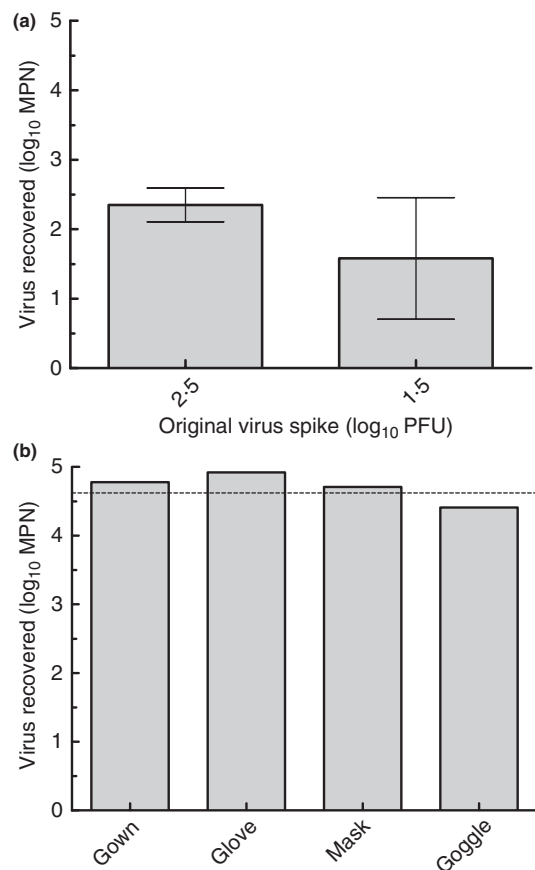 (a)
5
4
3
2
1
0
Virus recovered (log10 MPN)
2·5
1·5
Original virus spike (log10 PFU)
(b)
5
4
3
2
1
0
Virus recovered (log10 MPN)
Gown
Glove
Mask
Goggle